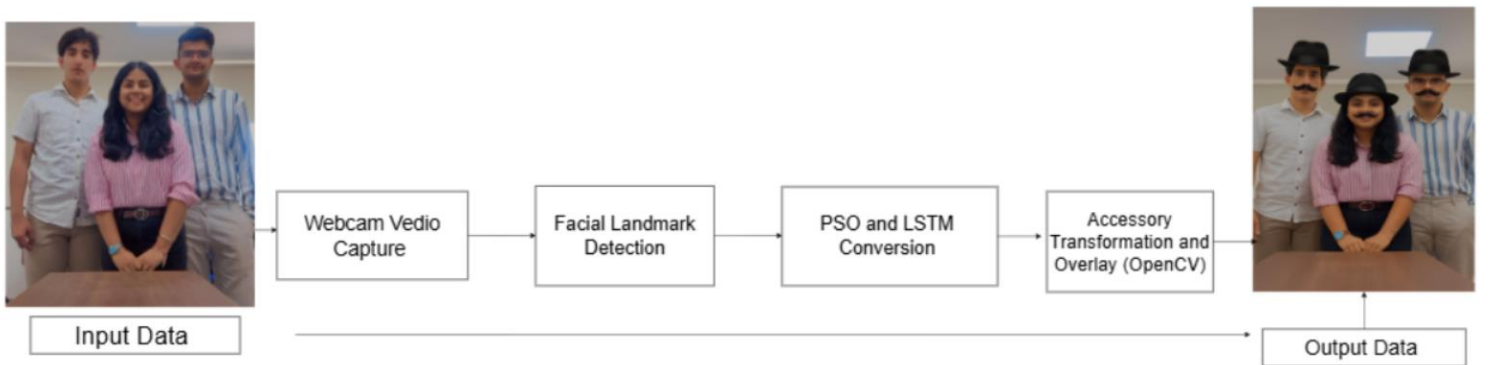 Input Data
Webcam Vedio
Capture
Facial Landmark
Detection
PSO and LSTM
Conversion
Accessory
Transformation and
Overlay (OpenCV)
Output Data